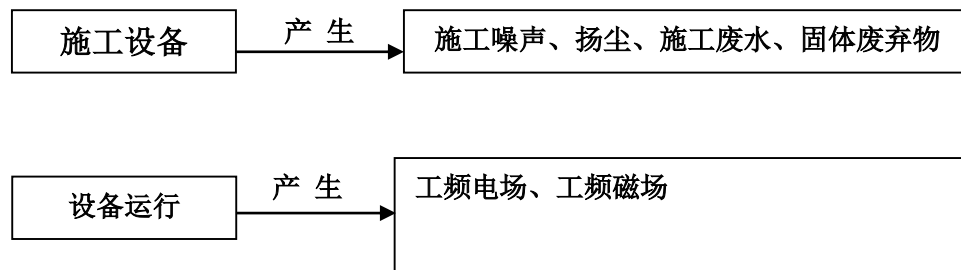 施工设备
产 生
施工噪声、扬尘、施工废水、固体废弃物
设备运行
产 生
工频电场、工频磁场